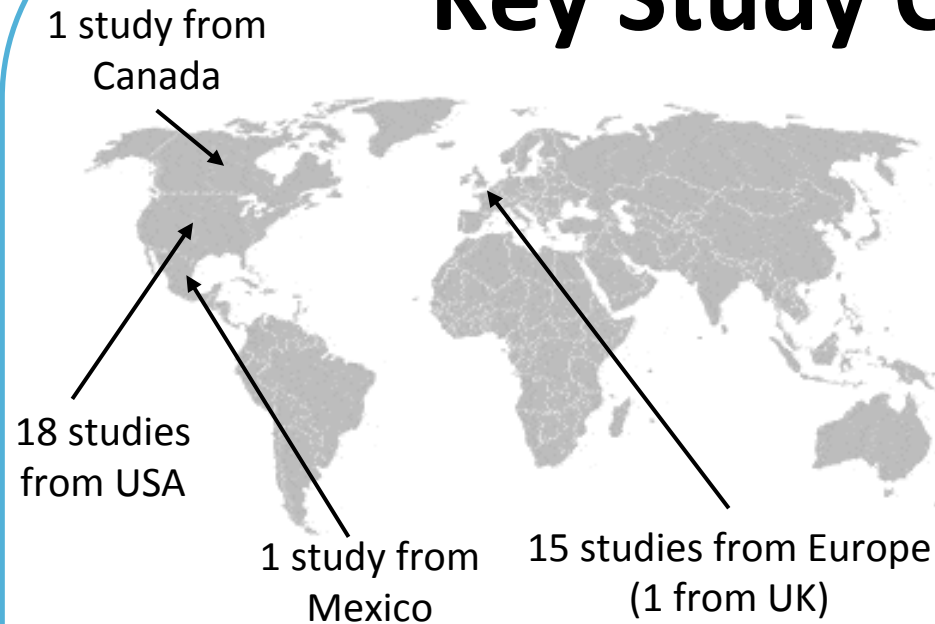 Key Study
1 study from
Canada
18 studies
from USA
1 study from
Mexico
15 studies from Europe
(1 from UK)